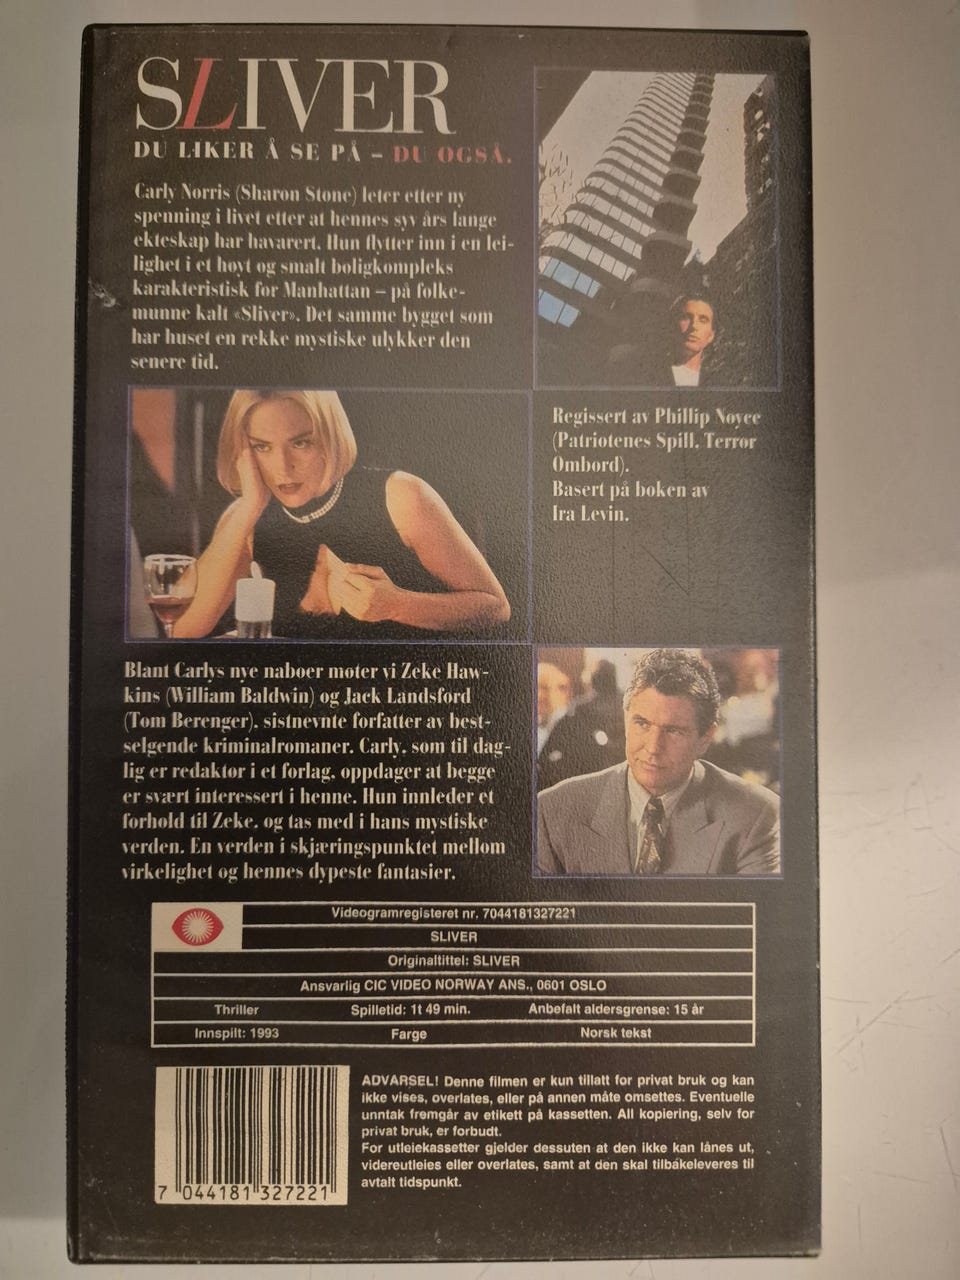 SLIVER
DU LIKER Å SE PÅ – DU OGSÅ.
Carly Norris (Sharon Stone) leter etter ny
spenning i livet etter at hennes syv års lange
ekteskap har havarert. Hun flytter inn i en lei-
lighet i et høyt og smalt boligkompleks
karakteristisk for Manhattan – på folke-
munne kalt «Sliver». Det samme bygget som
har huset en rekke mystiske ulykker den
senere tid.
Regissert av Phillip Noyce
(Patriotenes Spill, Terror
Ombord).
Basert på boken av
Ira Levin.
Blant Carlys nye naboer møter vi Zeke Haw-
kins (William Baldwin) og Jack Landsford
(Tom Berenger), sistnevnte forfatter av best-
selgende kriminalromaner. Carly, som til dag-
lig er redaktør i et forlag, oppdager at begge
er svært interessert i henne. Hun innleder et
forhold til Zeke, og tas med i hans mystiske
verden. En verden i skjæringspunktet mellom
virkelighet og hennes dypeste fantasier.
Videogramregisteret nr. 7044181327221
SLIVER
Originaltittel: SLIVER
Ansvarlig CIC VIDEO NORWAY ANS., 0601 OSLO
Thriller Spilletid: 1t 49 min. Anbefalt aldersgrense: 15 år
Innspilt: 1993 Farge Norsk tekst
ADVARSEL! Denne filmen er kun tillatt for privat bruk og kan
ikke vises, overlates, eller på annen måte omsettes. Eventuelle
unntak fremgår av etikett på kassetten. All kopiering, selv for
privat bruk, er forbudt.
For utleiekassetter gjelder dessuten at den ikke kan lånes ut,
videreutleies eller overlates, samt at den skal tilbakeleveres til
avtalt tidspunkt.
7 044181 327221